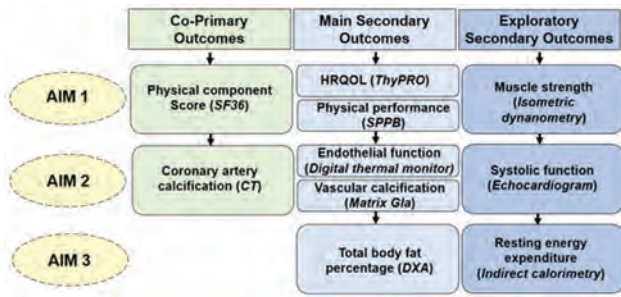 Co-Primary
Outcomes
Main Secondary
Outcomes
Exploratory
Secondary Outcomes
AIM 1
Physical component
Score (SF36)
HRQOL (ThyPRO)
Physical performance
(SPPB)
Muscle strength
(Isometric
dynanometry)
AIM 2
Coronary artery
calcification (CT)
Endothelial function
(Digital thermal monitor)
Vascular calcification
(Matrix Gla)
Systolic function
(Echocardiogram)
AIM 3
Total body fat
percentage (DXA)
Resting energy
expenditure
(Indirect calorimetry)